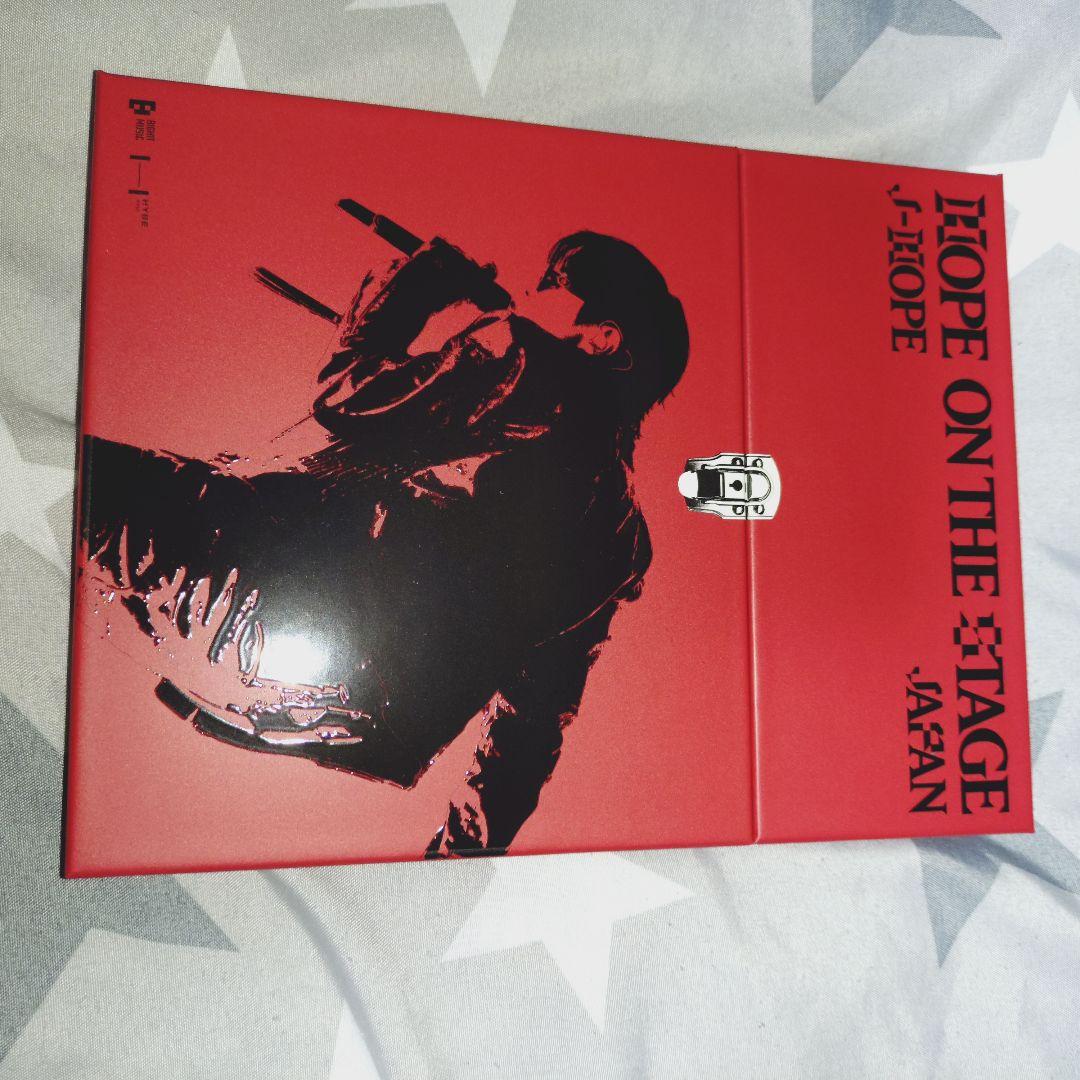 HOPE ON THE STAGE
j-HOPE
JAPAN
BIGHIT
MUSIC
HYBE